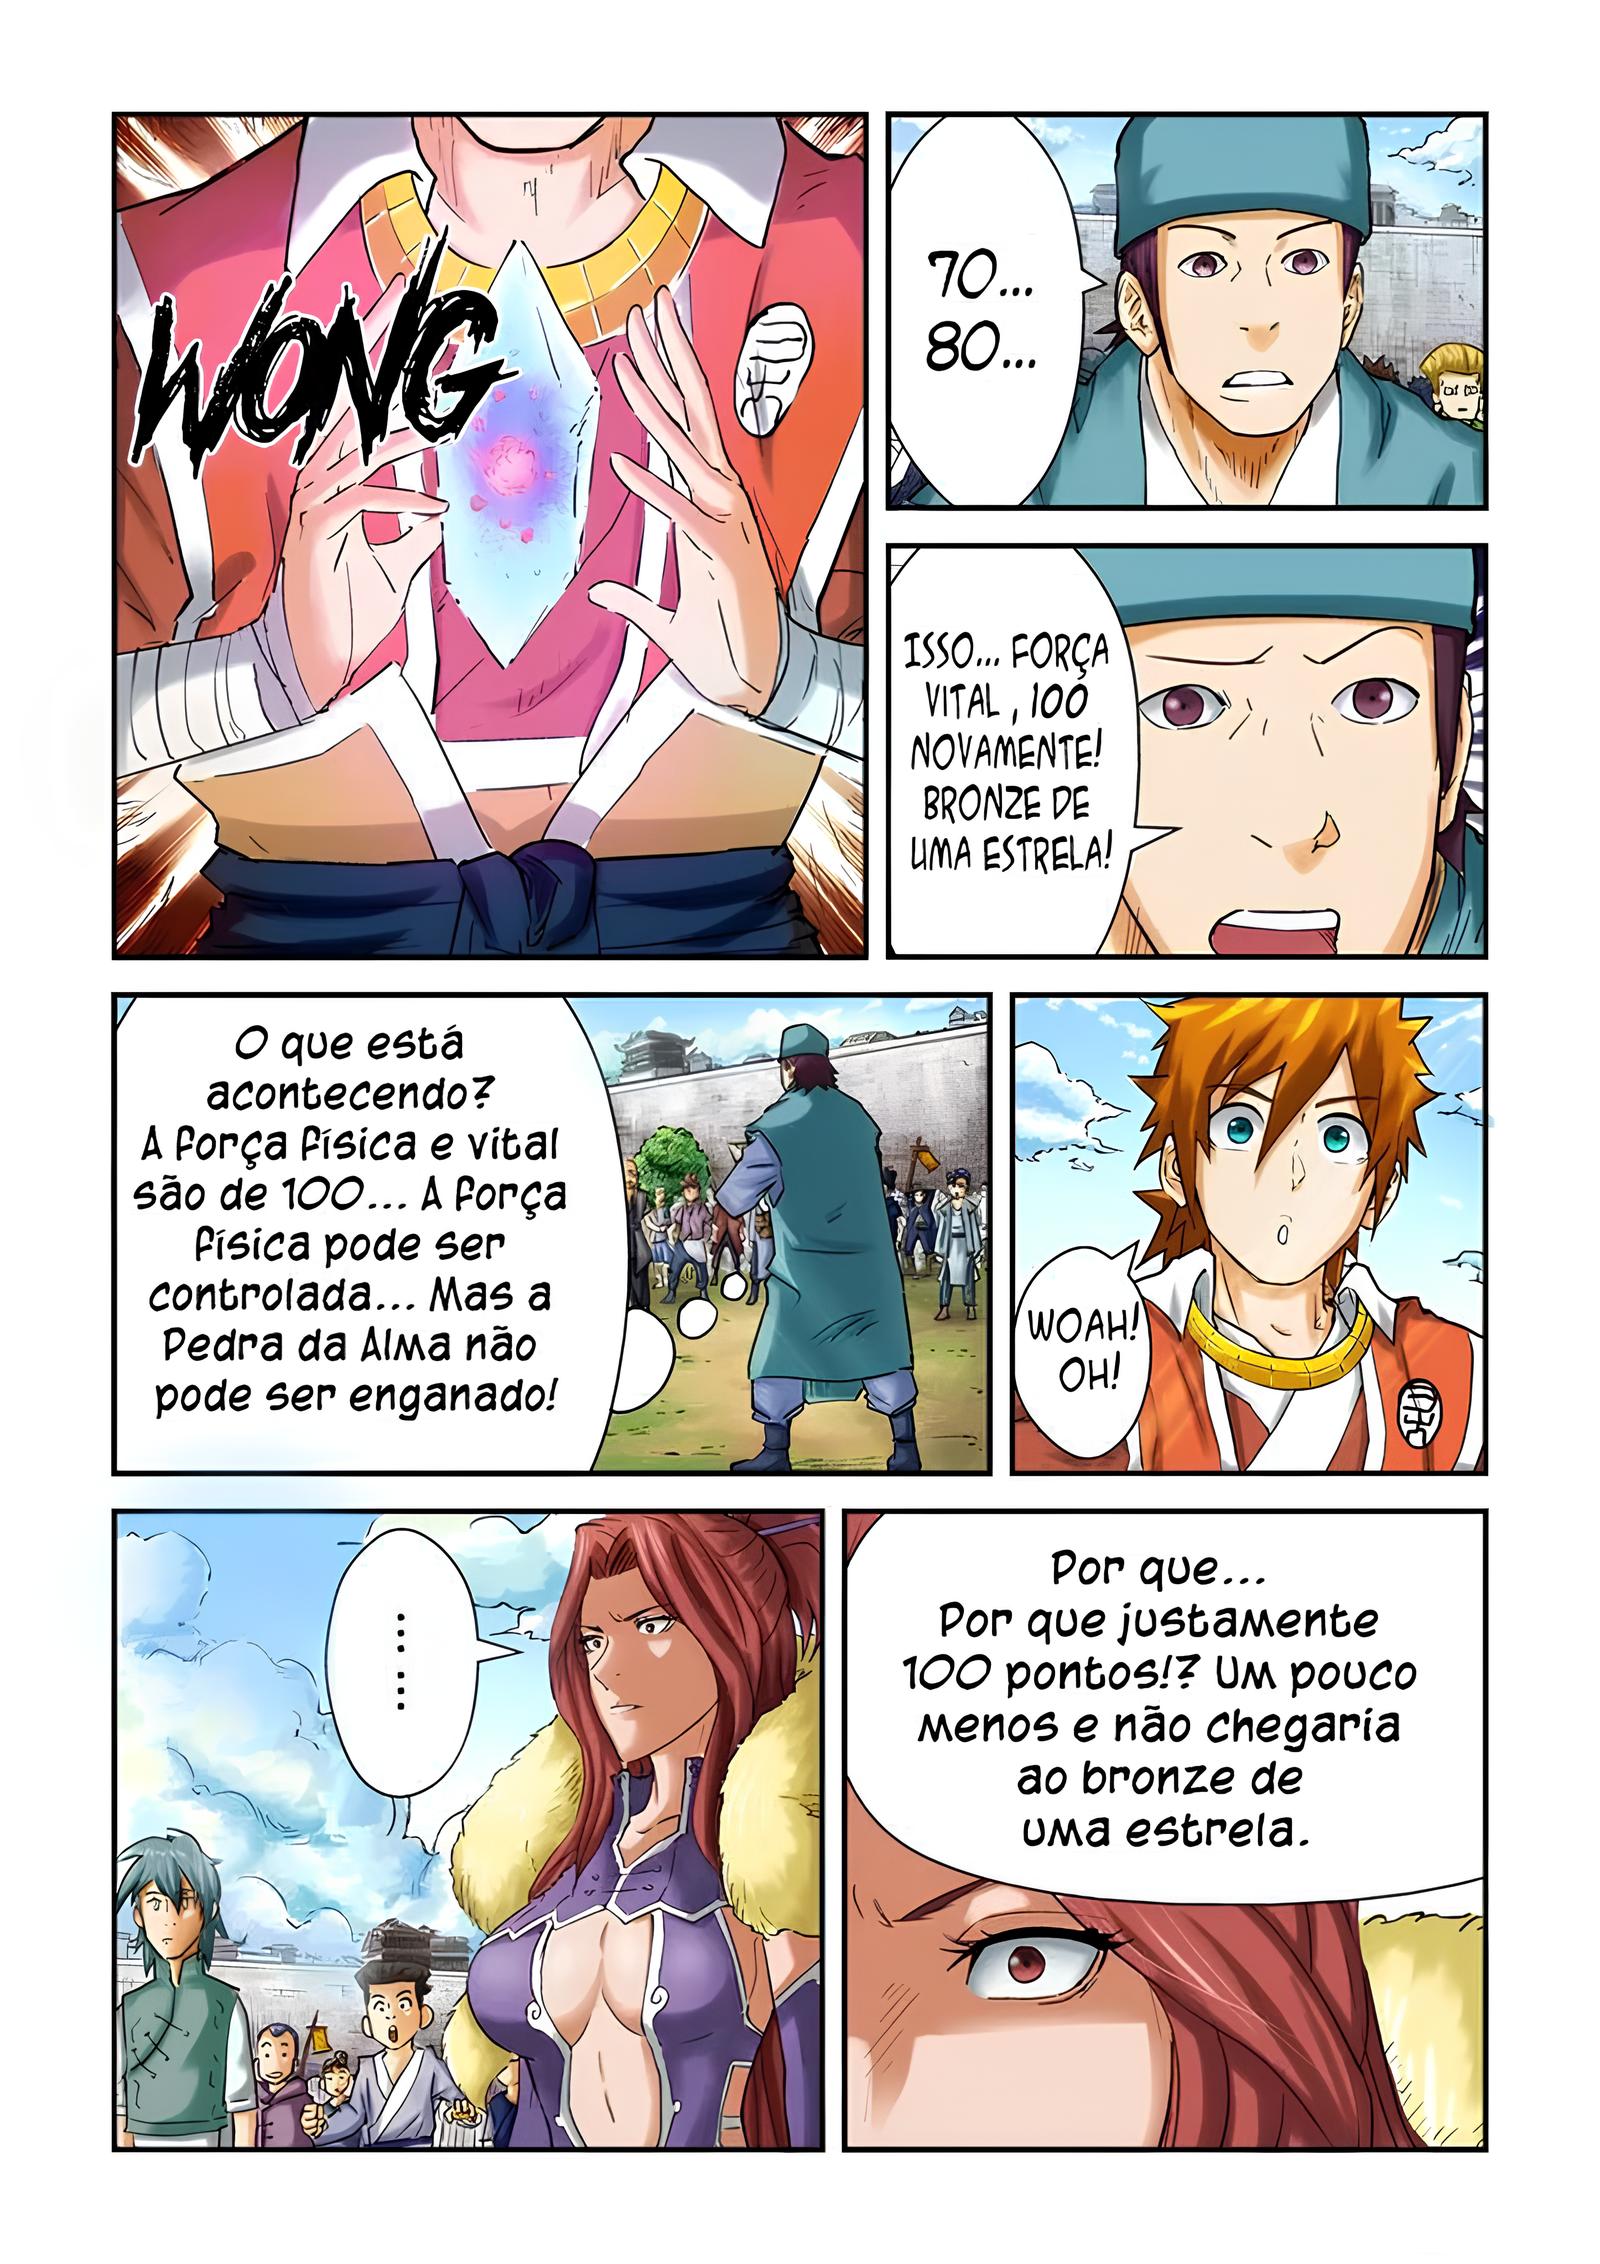 WONG
70...
80...
ISSO... FORÇA
VITAL , 100
NOVAMENTE!
BRONZE DE
UMA ESTRELA!
O que está
acontecendo?
A força física e vital
são de 100... A força
física pode ser
controlada... Mas a
Pedra da Alma não
pode ser enganado!
WOAH!
OH!
......
Por que...
Por que justamente
100 pontos!? Um pouco
menos e não chegaria
ao bronze de
uma estrela.